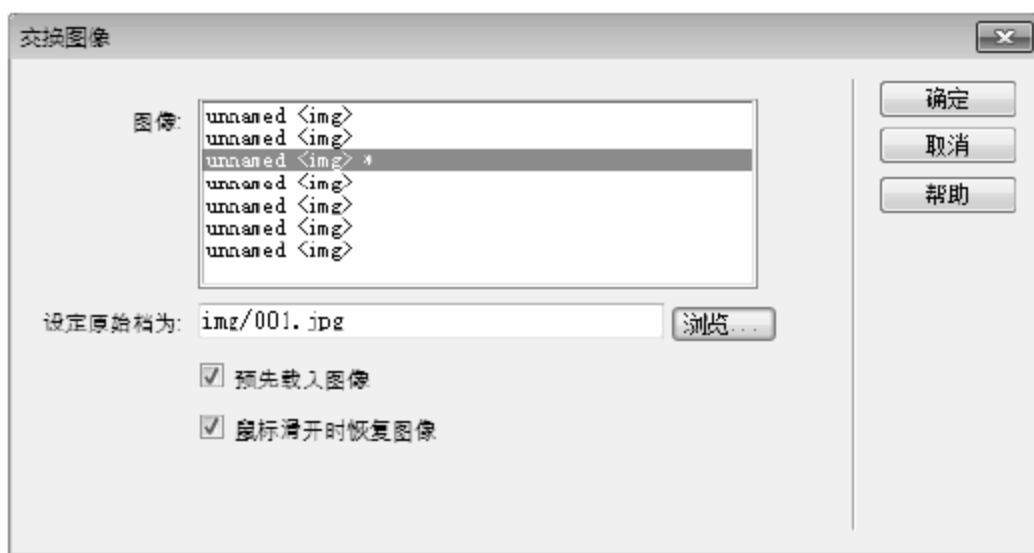 交换图像
图像:
unnamed <img>
unnamed <img>
unnamed <img> *
unnamed <img>
unnamed <img>
unnamed <img>
unnamed <img>
设定原始档为: img/001.jpg 浏览...
预先载入图像
鼠标滑开时恢复图像
确定
取消
帮助